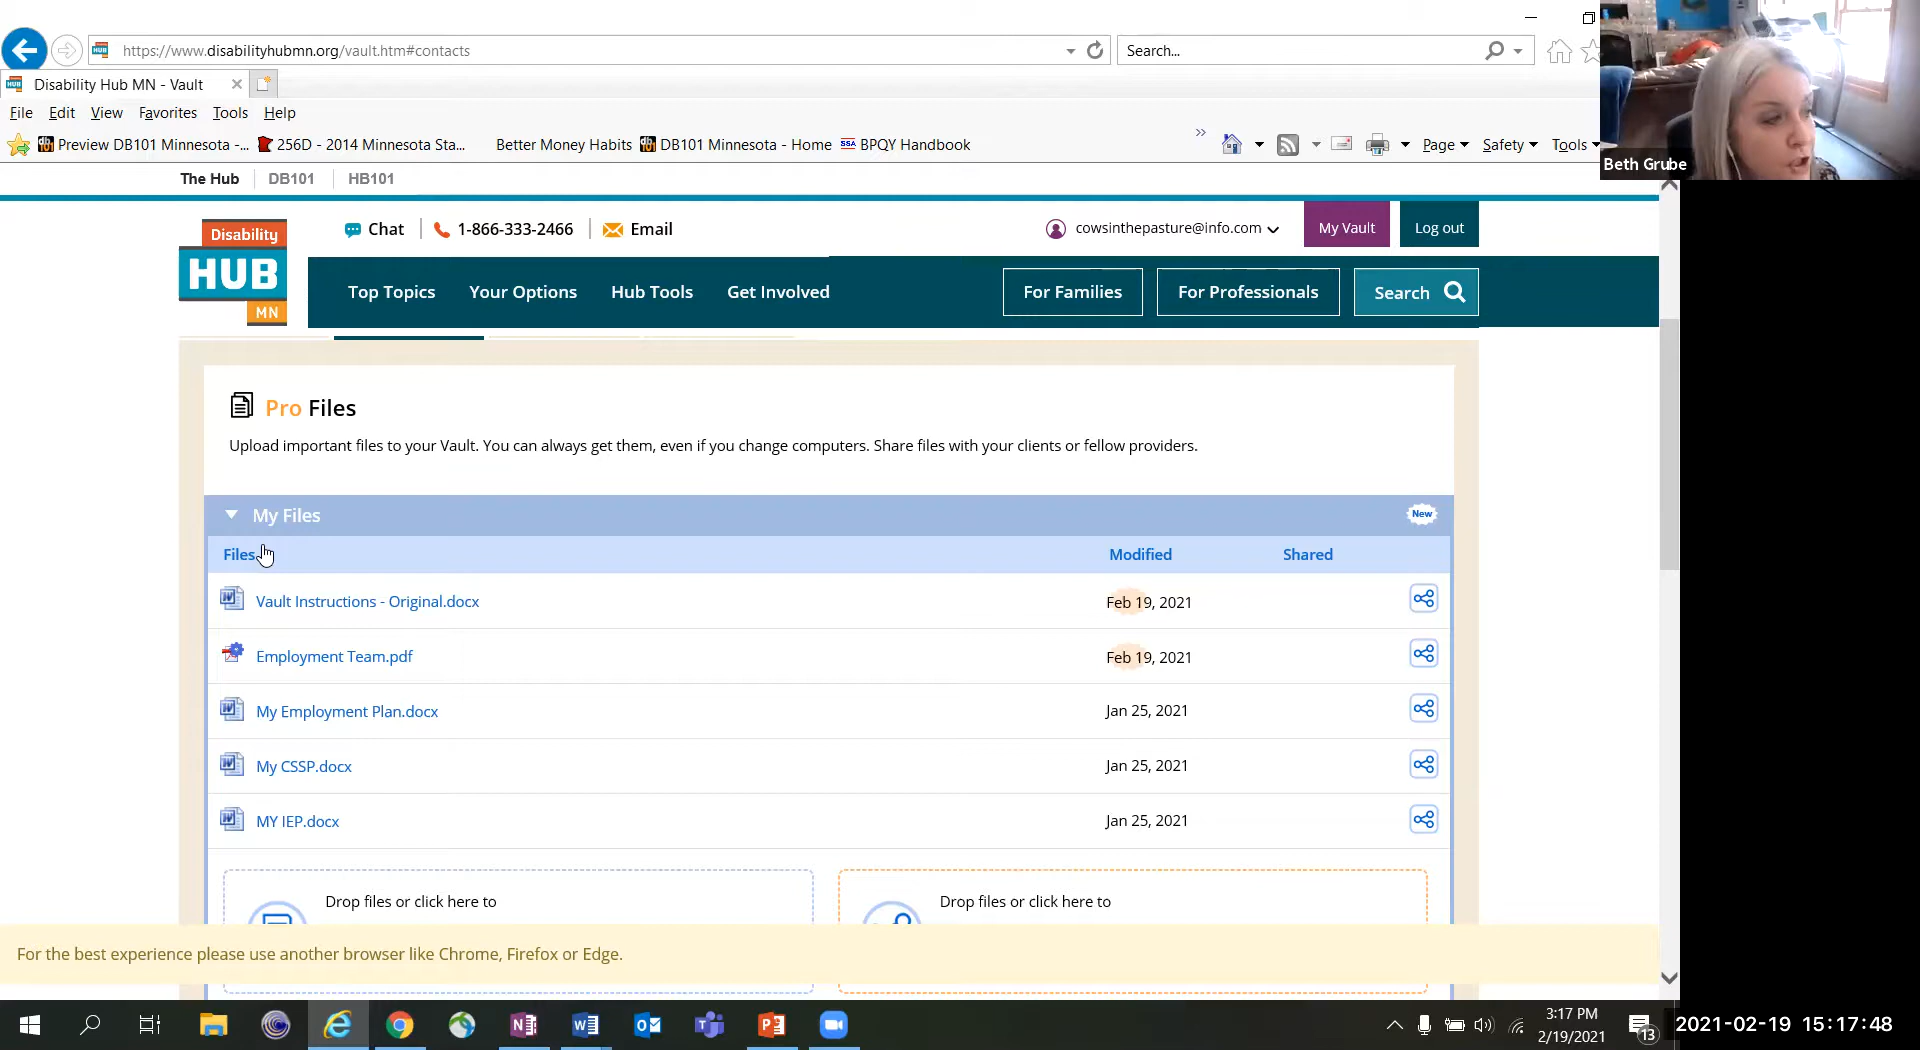 https://www.disabilityhubmn.org/vault.htm#contacts
Search...
Disability Hub MN - Vault
File Edit View Favorites Tools Help
Preview DB101 Minnesota -... 256D - 2014 Minnesota Sta... Better Money Habits DB101 Minnesota - Home SSA BPQY Handbook
Page Safety Tools
Beth Grube
The Hub DB101 HB101
Disability HUB MN
Chat 1-866-333-2466 Email
cowsinthepasture@info.com My Vault Log out
Top Topics Your Options Hub Tools Get Involved For Families For Professionals Search
Pro Files
Upload important files to your Vault. You can always get them, even if you change computers. Share files with your clients or fellow providers.
My Files New
Files Modified Shared
Vault Instructions - Original.docx Feb 19, 2021
Employment Team.pdf Feb 19, 2021
My Employment Plan.docx Jan 25, 2021
My CSSP.docx Jan 25, 2021
MY IEP.docx Jan 25, 2021
Drop files or click here to Drop files or click here to
For the best experience please use another browser like Chrome, Firefox or Edge.
3:17 PM
2/19/2021
13
2021-02-19 15:17:48